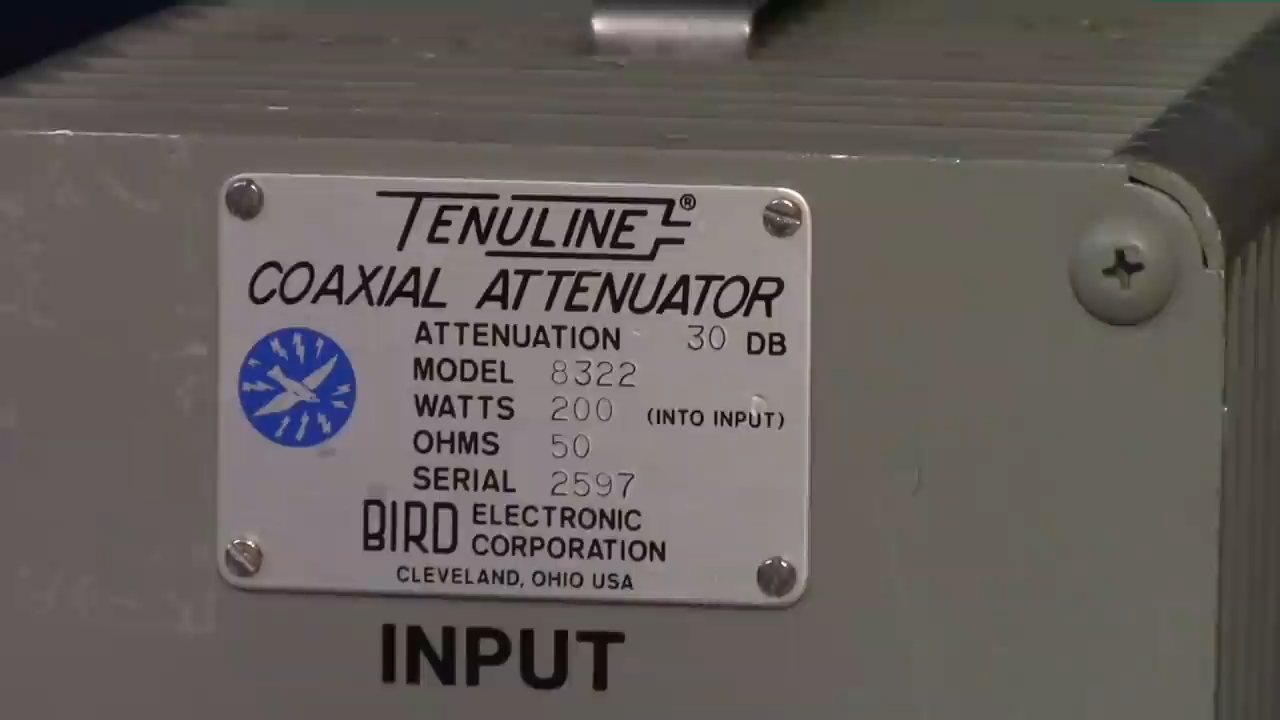 TENULINE®
COAXIAL ATTENUATOR
ATTENUATION 30 DB
MODEL 8322
WATTS 200 (INTO INPUT)
OHMS 50
SERIAL 2597
BIRD ELECTRONIC
CORPORATION
CLEVELAND, OHIO USA
INPUT